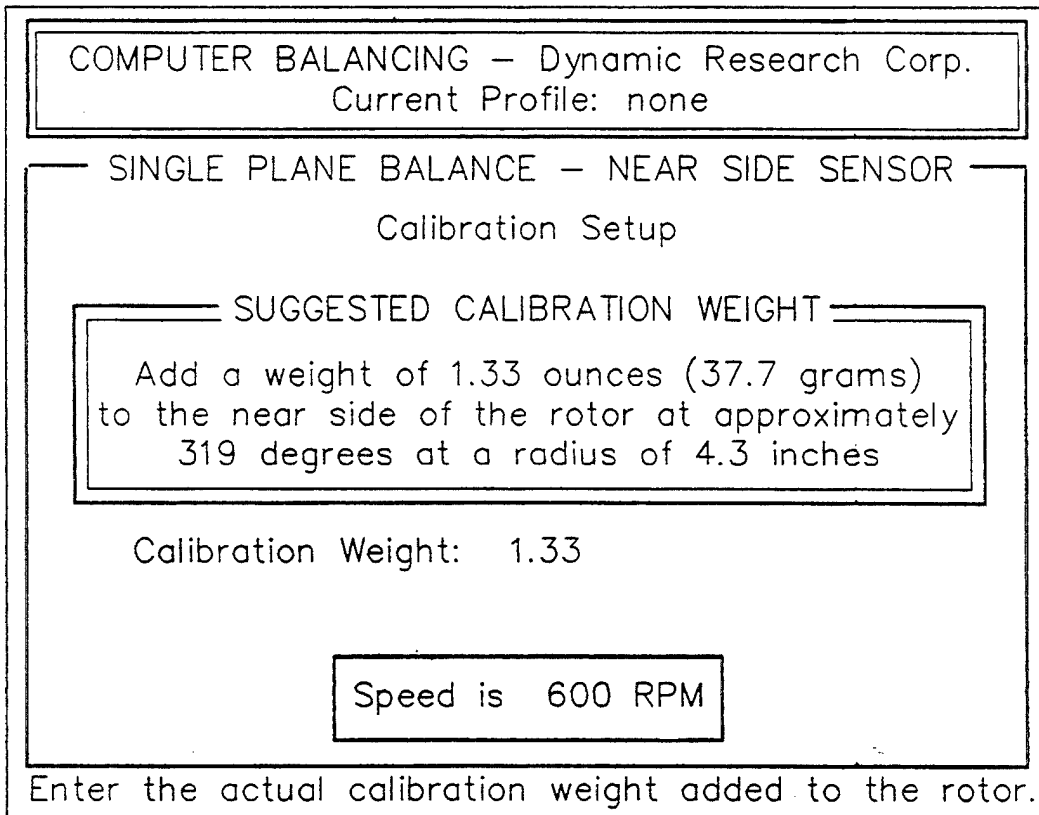 COMPUTER BALANCING – Dynamic Research Corp.
Current Profile: none
SINGLE PLANE BALANCE – NEAR SIDE SENSOR
Calibration Setup
SUGGESTED CALIBRATION WEIGHT
Add a weight of 1.33 ounces (37.7 grams)
to the near side of the rotor at approximately
319 degrees at a radius of 4.3 inches
Calibration Weight: 1.33
Speed is 600 RPM
Enter the actual calibration weight added to the rotor.